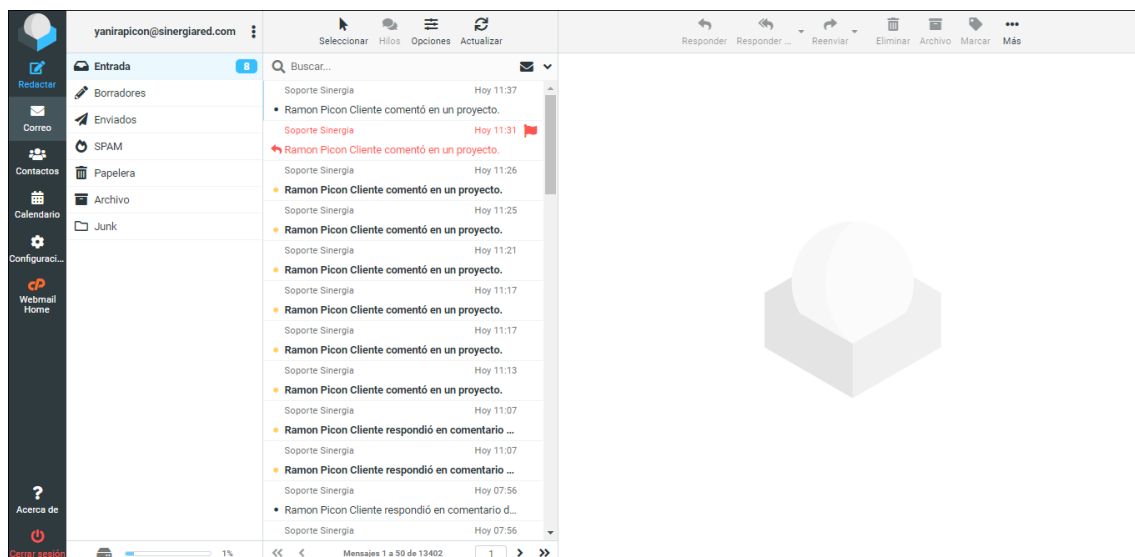 yanirapicon@sinergiared.com
Redactar
Correo
Contactos
Calendario
Configuraci...
cP
Webmail
Home
Acerca de
Cerrar sesión
Entrada 8
Borradores
Enviados
SPAM
Papelera
Archivo
Junk
1%
Seleccionar Hilos Opciones Actualizar
Buscar...
Soporte Sinergia Hoy 11:37
Ramon Picon Cliente comentó en un proyecto.
Soporte Sinergia Hoy 11:31
Ramon Picon Cliente comentó en un proyecto.
Soporte Sinergia Hoy 11:26
Ramon Picon Cliente comentó en un proyecto.
Soporte Sinergia Hoy 11:25
Ramon Picon Cliente comentó en un proyecto.
Soporte Sinergia Hoy 11:21
Ramon Picon Cliente comentó en un proyecto.
Soporte Sinergia Hoy 11:17
Ramon Picon Cliente comentó en un proyecto.
Soporte Sinergia Hoy 11:17
Ramon Picon Cliente comentó en un proyecto.
Soporte Sinergia Hoy 11:13
Ramon Picon Cliente comentó en un proyecto.
Soporte Sinergia Hoy 11:07
Ramon Picon Cliente respondió en comentario ...
Soporte Sinergia Hoy 11:07
Ramon Picon Cliente respondió en comentario ...
Soporte Sinergia Hoy 07:56
Ramon Picon Cliente respondió en comentario d...
Soporte Sinergia Hoy 07:56
Mensajes 1 a 50 de 13402 1
Responder Responder ... Reenviar Eliminar Archivo Marcar Más